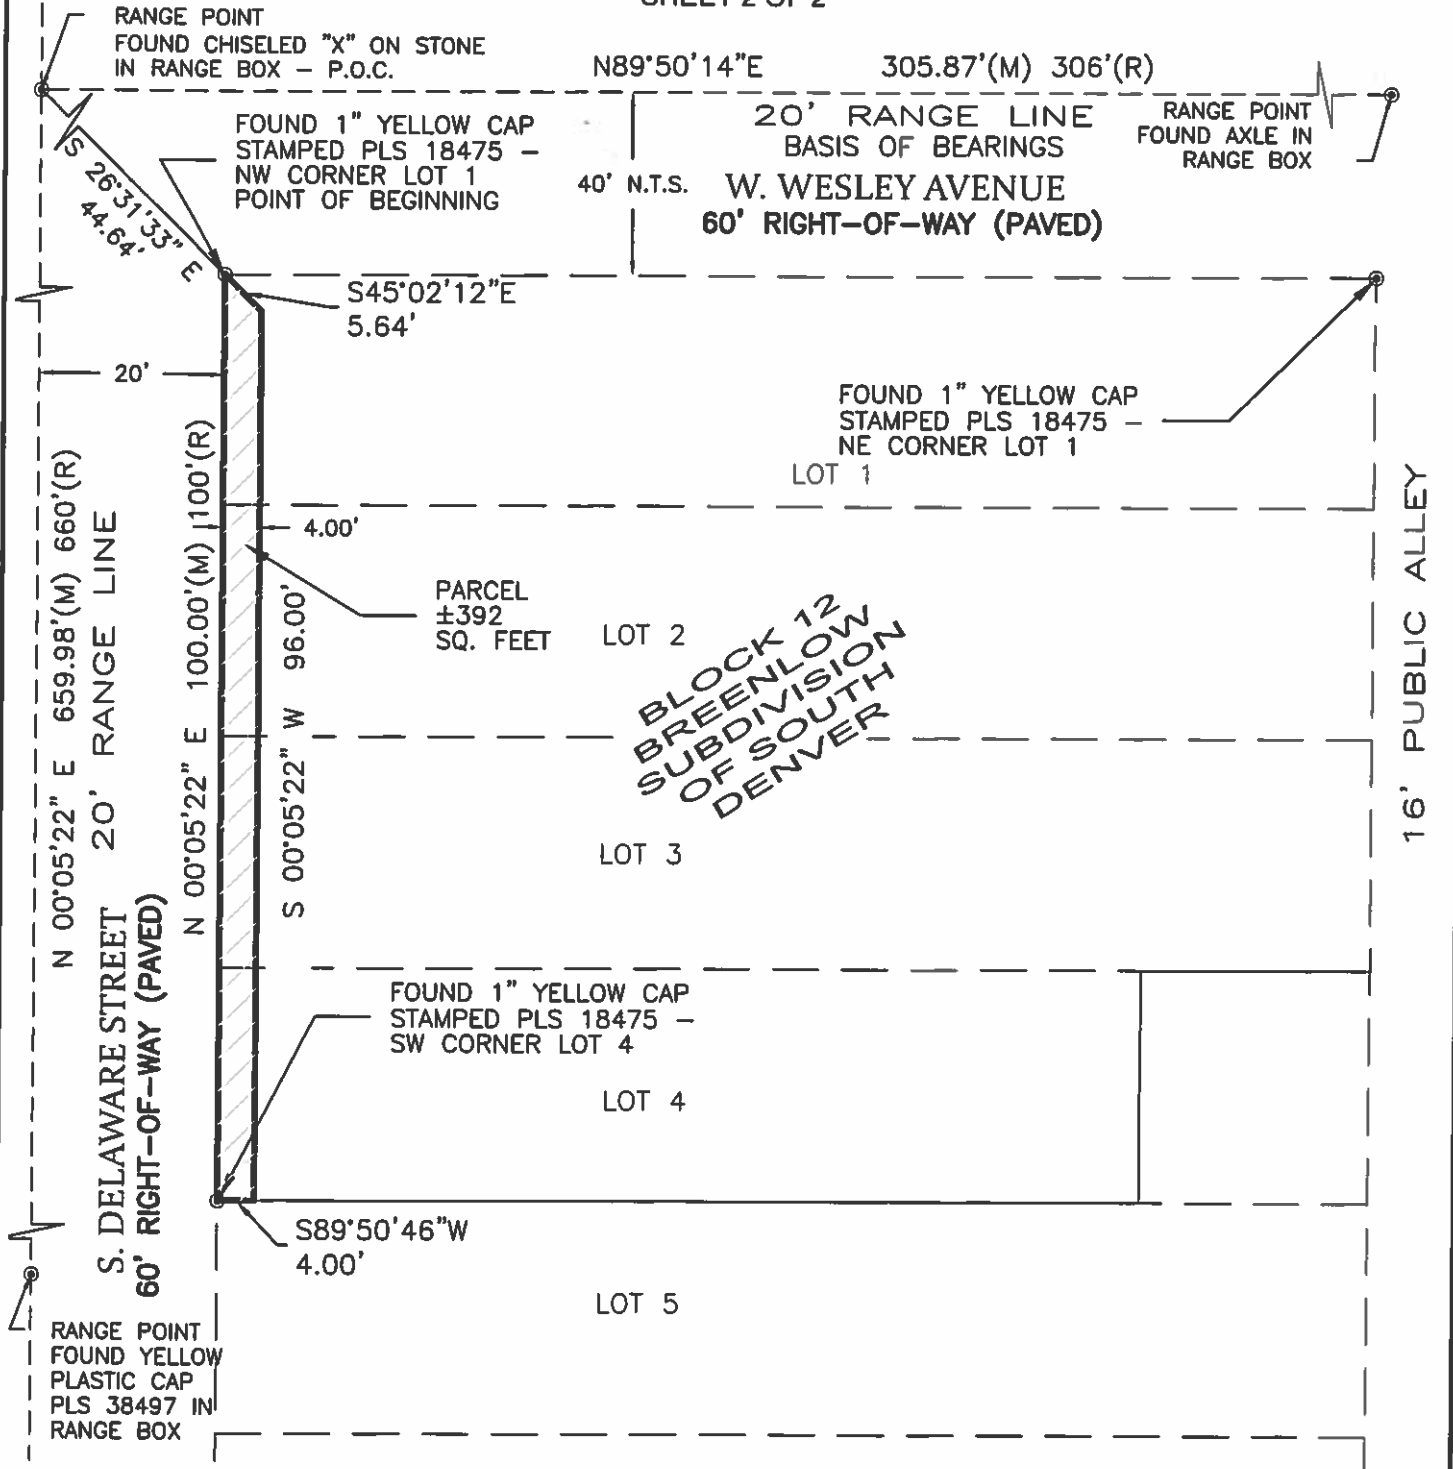 SHEET 2 OF 2
RANGE POINT
FOUND CHISELED "X" ON STONE
IN RANGE BOX – P.O.C.
N89°50'14"E 305.87'(M) 306'(R)
20' RANGE LINE
BASIS OF BEARINGS
W. WESLEY AVENUE
60' RIGHT–OF–WAY (PAVED)
40' N.T.S.
RANGE POINT
FOUND AXLE IN
RANGE BOX
FOUND 1" YELLOW CAP
STAMPED PLS 18475 –
NW CORNER LOT 1
POINT OF BEGINNING
S 26°31'33" E
44.64'
S45°02'12"E
5.64'
20'
FOUND 1" YELLOW CAP
STAMPED PLS 18475 –
NE CORNER LOT 1
LOT 1
4.00'
PARCEL
±392
SQ. FEET
LOT 2
BLOCK 12
BREENLOW
SUBDIVISION
OF SOUTH
DENVER
N 00°05'22" E 659.98'(M) 660'(R)
20' RANGE LINE
N 00°05'22" E 100.00'(M) 100'(R)
S 00°05'22" W 96.00'
16' PUBLIC ALLEY
LOT 3
S. DELAWARE STREET
60' RIGHT–OF–WAY (PAVED)
FOUND 1" YELLOW CAP
STAMPED PLS 18475 –
SW CORNER LOT 4
LOT 4
S89°50'46"W
4.00'
LOT 5
RANGE POINT
FOUND YELLOW
PLASTIC CAP
PLS 38497 IN
RANGE BOX